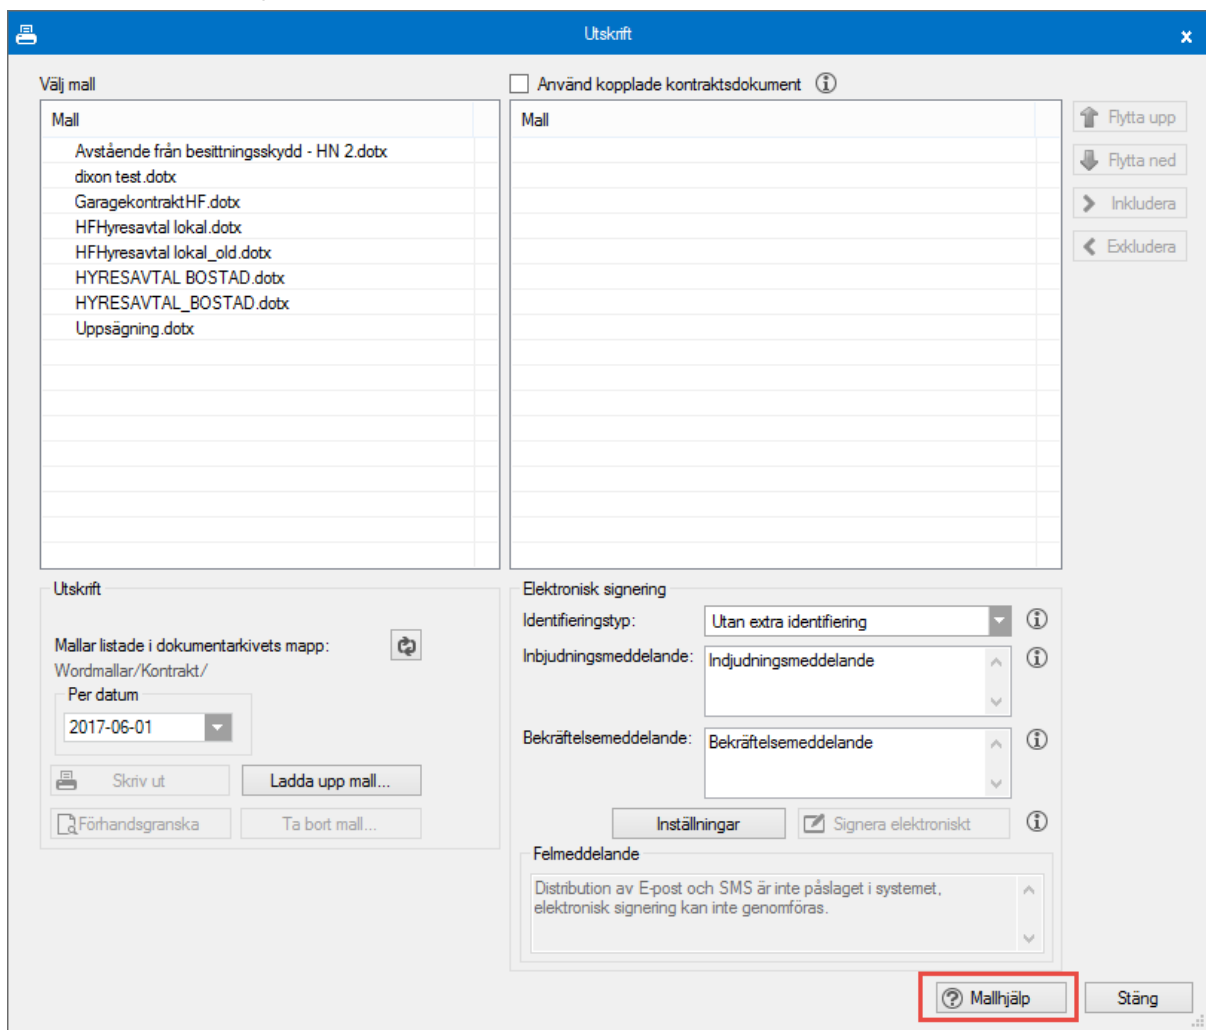 Utskrift
Välj mall
Använd kopplade kontraktsdokument
Mall
Avstående från besittningsskydd - HN 2.dotx
dixon test.dotx
GaragekontraktHF.dotx
HFHyresavtal lokal.dotx
HFHyresavtal lokal_old.dotx
HYRESAVTAL BOSTAD.dotx
HYRESAVTAL_BOSTAD.dotx
Uppsägning.dotx
Mall
Flytta upp
Flytta ned
Inkludera
Exkludera
Utskrift
Mallar listade i dokumentarkivets mapp:
Wordmallar/Kontrakt/
Per datum
2017-06-01
Skriv ut
Ladda upp mall...
Förhandsgranska
Ta bort mall...
Elektronisk signering
Identifieringstyp:
Utan extra identifiering
Inbjudningsmeddelande:
Indjudningsmeddelande
Bekräftelsemeddelande:
Bekräftelsemeddelande
Inställningar
Signera elektroniskt
Felmeddelande
Distribution av E-post och SMS är inte påslaget i systemet,
elektronisk signering kan inte genomföras.
Mallhjälp
Stäng